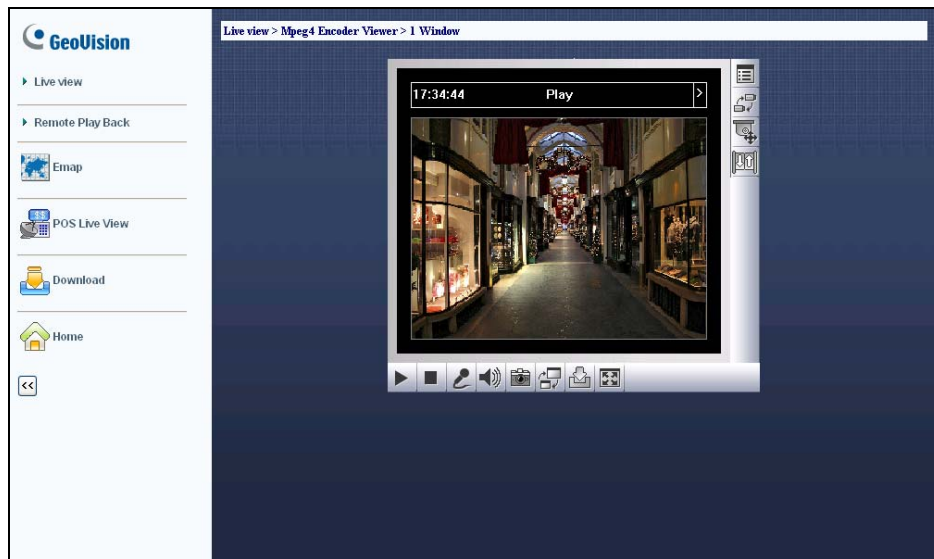 GeoVision
Live view
Remote Play Back
Emap
$$
POS Live View
Download
Home
<<
Live view > Mpeg4 Encoder Viewer > 1 Window
17:34:44 Play >